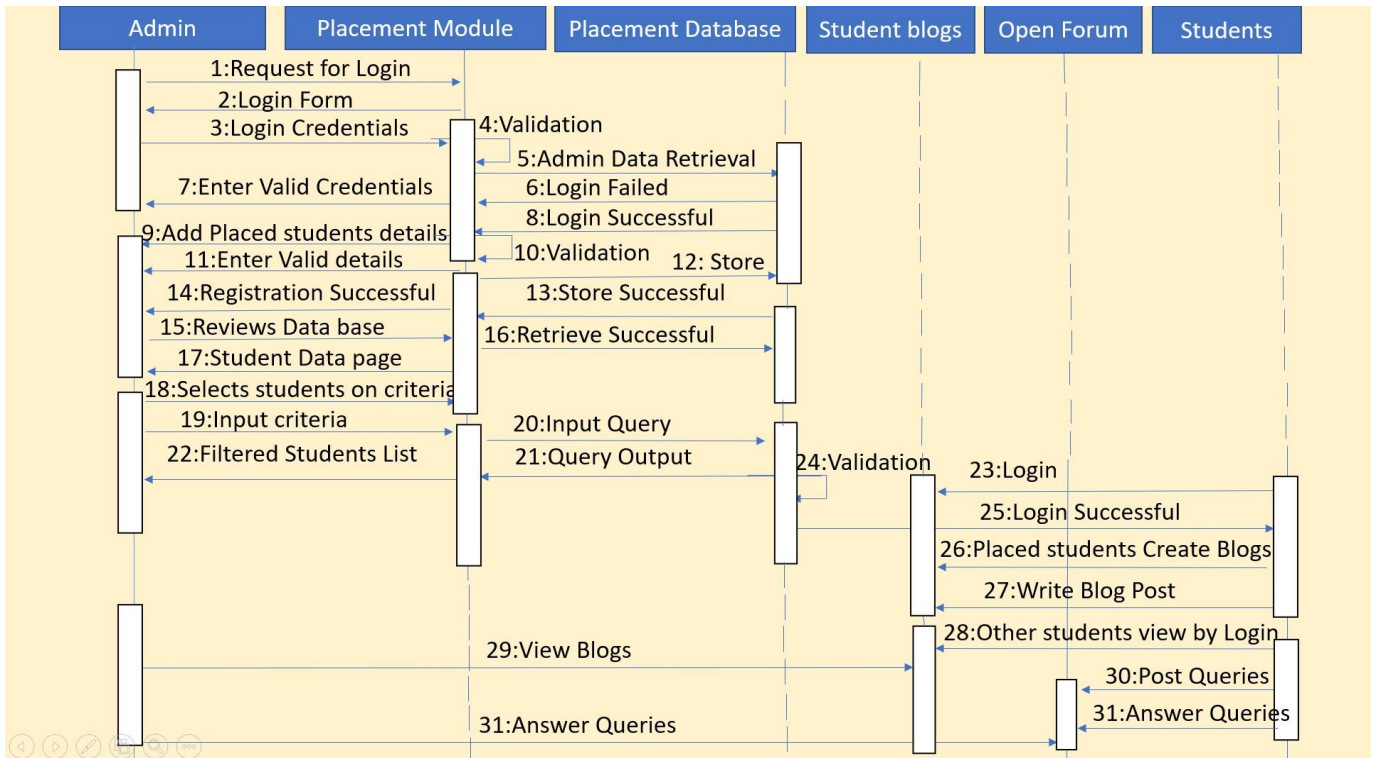 Admin
Placement Module
Placement Database
Student blogs
Open Forum
Students
1:Request for Login
2:Login Form
3:Login Credentials
4:Validation
5:Admin Data Retrieval
7:Enter Valid Credentials
6:Login Failed
8:Login Successful
9:Add Placed students details
10:Validation
11:Enter Valid details
12: Store
14:Registration Successful
13:Store Successful
15:Reviews Data base
16:Retrieve Successful
17:Student Data page
18:Selects students on criteria
19:Input criteria
20:Input Query
22:Filtered Students List
21:Query Output
24:Validation
23:Login
25:Login Successful
26:Placed students Create Blogs
27:Write Blog Post
28:Other students view by Login
29:View Blogs
30:Post Queries
31:Answer Queries
31:Answer Queries